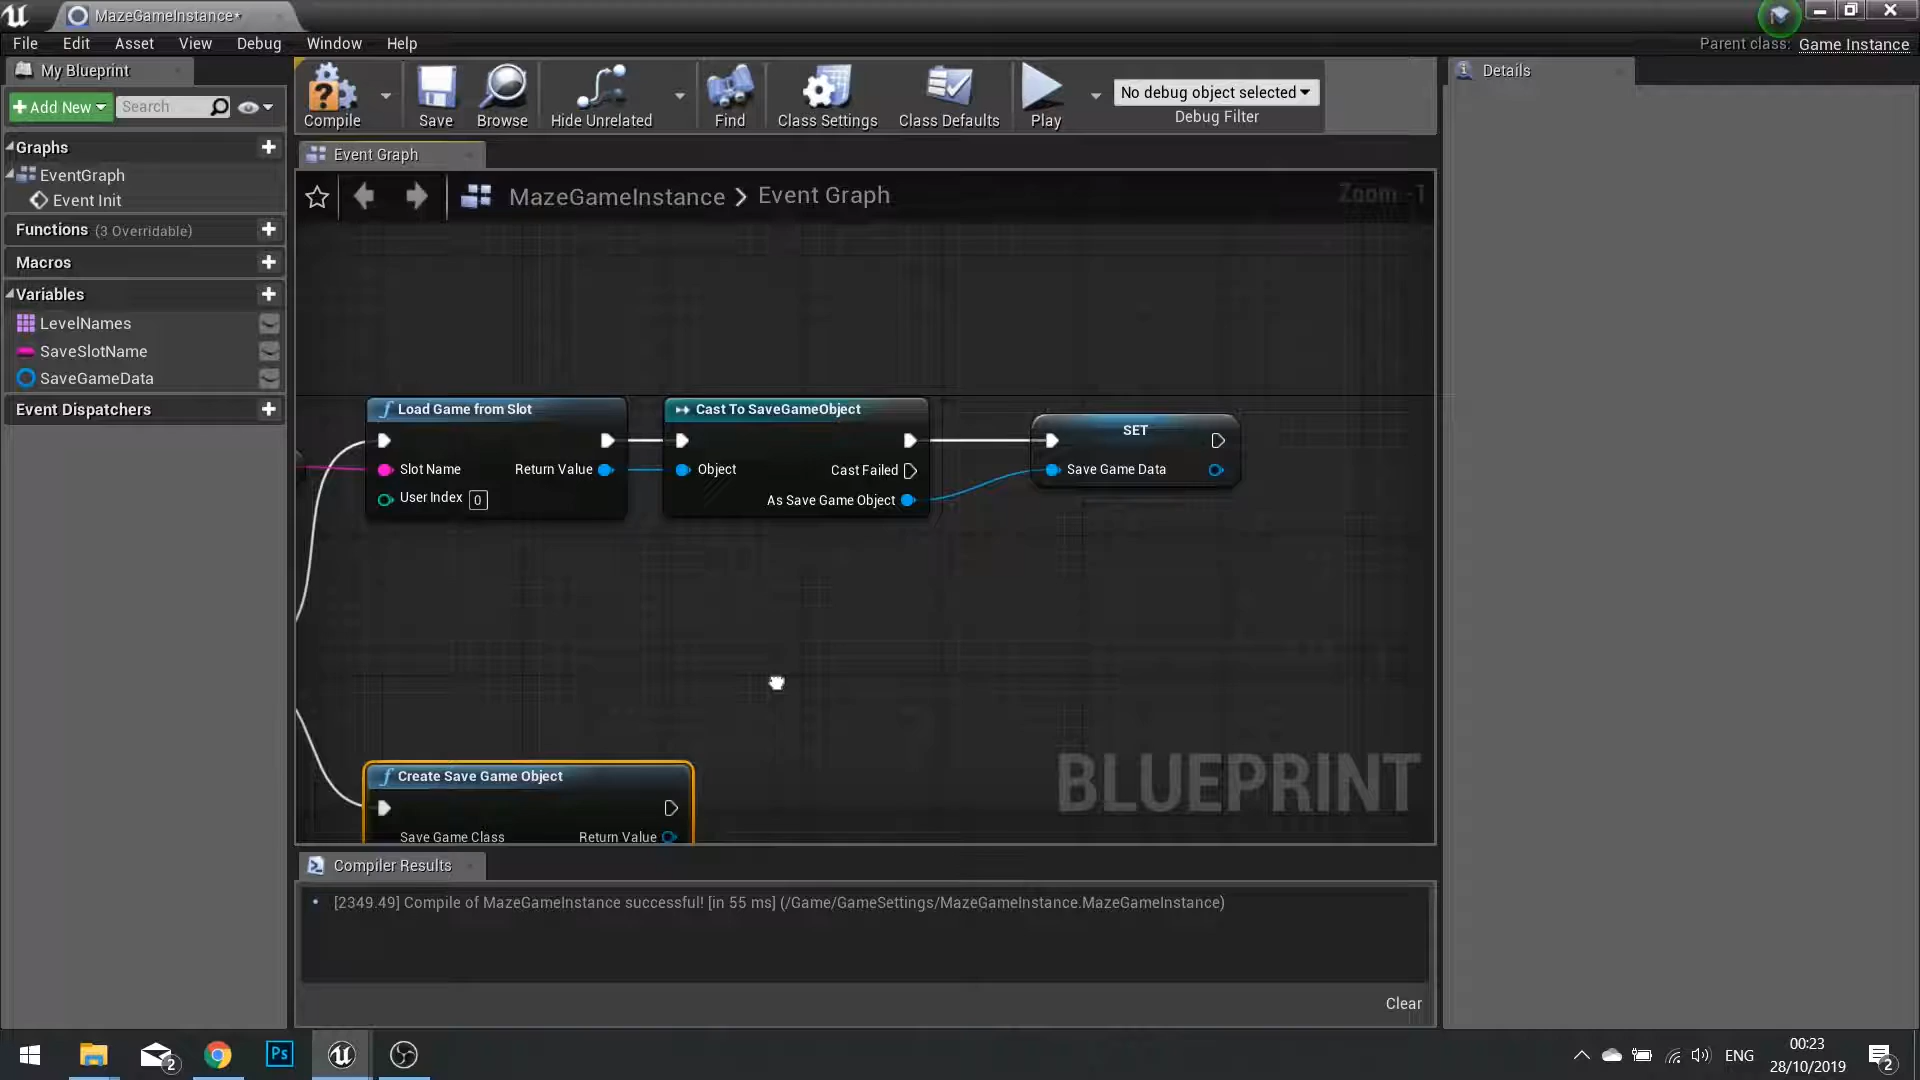 MazeGameInstance*
File Edit Asset View Debug Window Help
Parent class: Game Instance
My Blueprint
Add New Search
Graphs
EventGraph
Event Init
Functions (3 Overridable)
Macros
Variables
LevelNames
SaveSlotName
SaveGameData
Event Dispatchers
Compile Save Browse Hide Unrelated Find Class Settings Class Defaults Play
No debug object selected
Debug Filter
Details
Event Graph
MazeGameInstance > Event Graph
Zoom -1
Load Game from Slot
Slot Name Return Value
User Index 0
Cast To SaveGameObject
Object Cast Failed
As Save Game Object
SET
Save Game Data
Create Save Game Object
Save Game Class Return Value
BLUEPRINT
Compiler Results
[2349.49] Compile of MazeGameInstance successful! [in 55 ms] (/Game/GameSettings/MazeGameInstance.MazeGameInstance)
Clear
2
Ps
ENG
00:23
28/10/2019
2